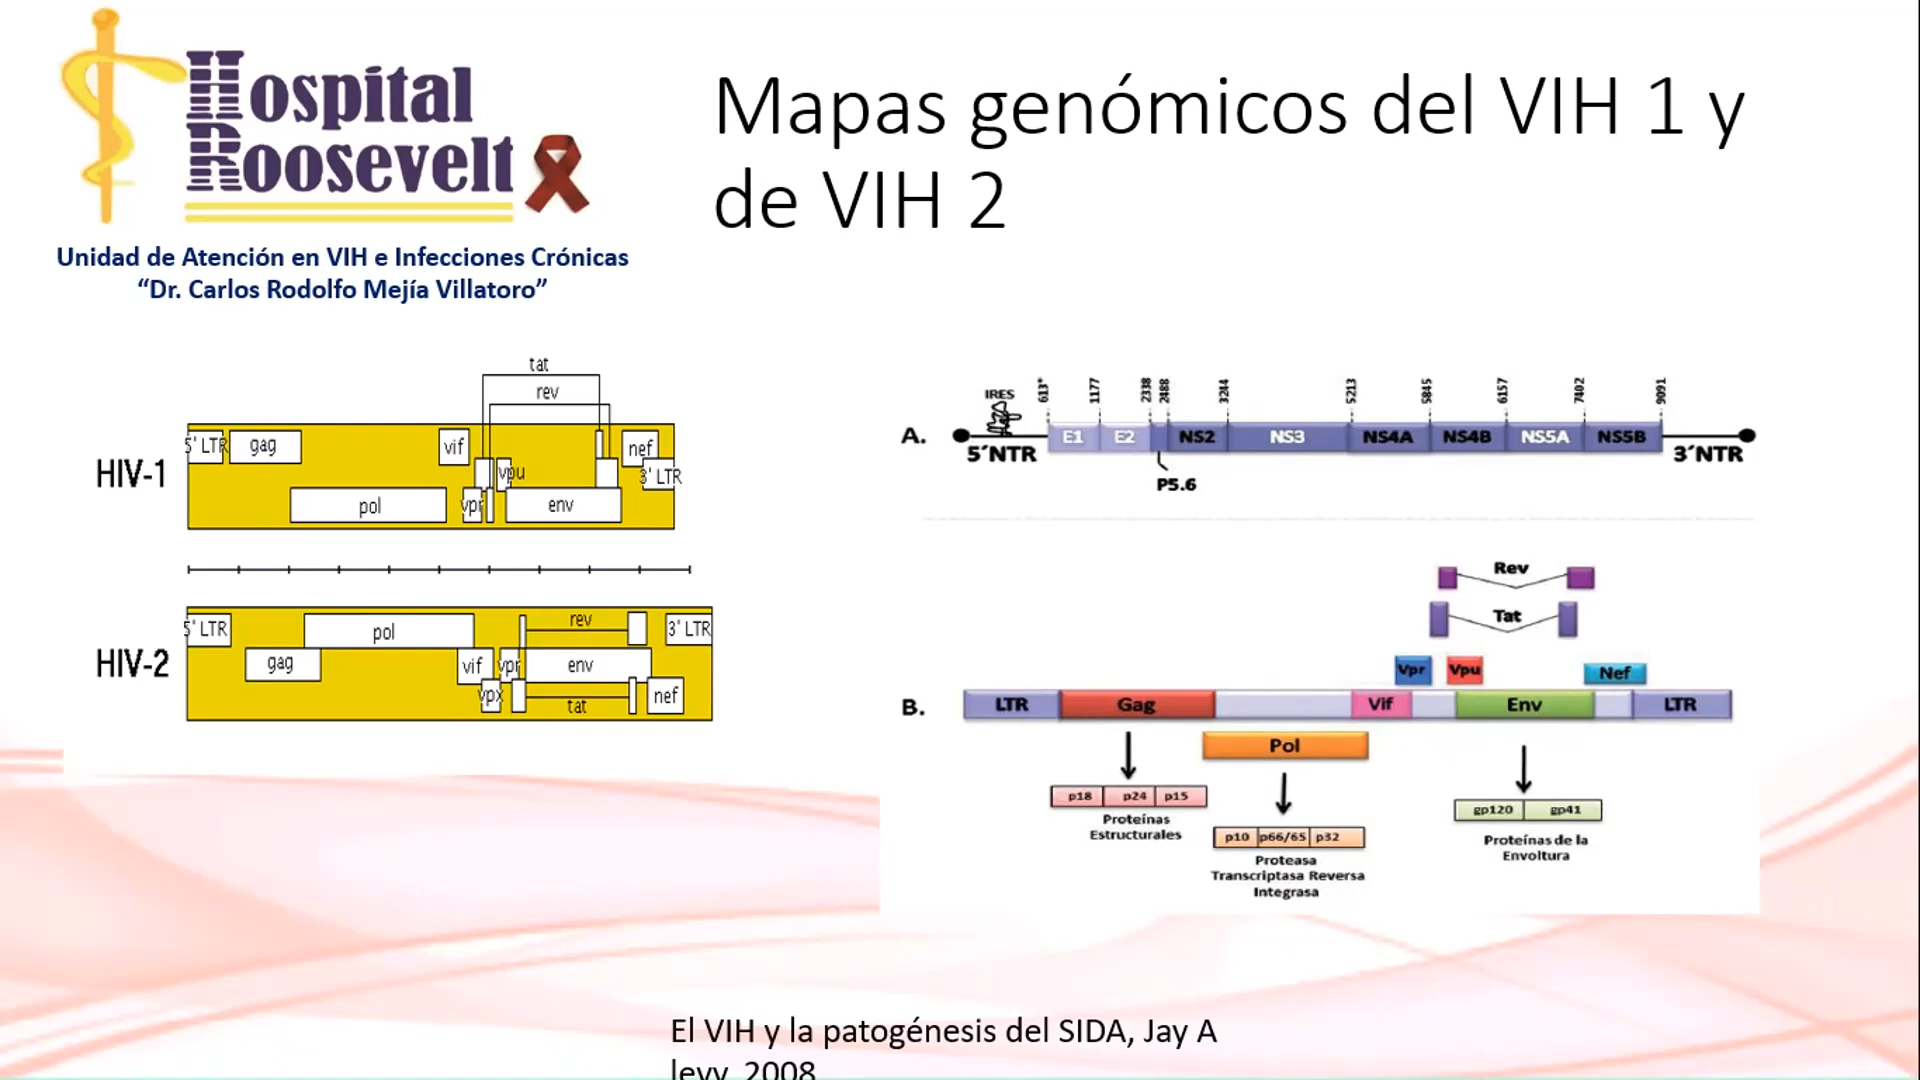 Hospital
Roosevelt
Unidad de Atención en VIH e Infecciones Crónicas
“Dr. Carlos Rodolfo Mejía Villatoro”
Mapas genómicos del VIH 1 y
de VIH 2
tat
rev
5' LTR gag vif nef
HIV-1 vpu 3' LTR
pol vpr env
5' LTR pol rev 3' LTR
HIV-2 gag vif vpr env
vpx tat nef
IRES 613* 1177 2338 2488 3244 5213 5845 6157 7402 9091
A. E1 E2 NS2 NS3 NS4A NS4B NS5A NS5B
5´NTR 3´NTR
P5.6
Rev
Tat
Vpr Vpu Nef
B. LTR Gag Vif Env LTR
Pol
p18 p24 p15
Proteínas
Estructurales
p10 p66/65 p32
Proteasa
Transcriptasa Reversa
Integrasa
gp120 gp41
Proteínas de la
Envoltura
El VIH y la patogénesis del SIDA, Jay A
levy, 2008